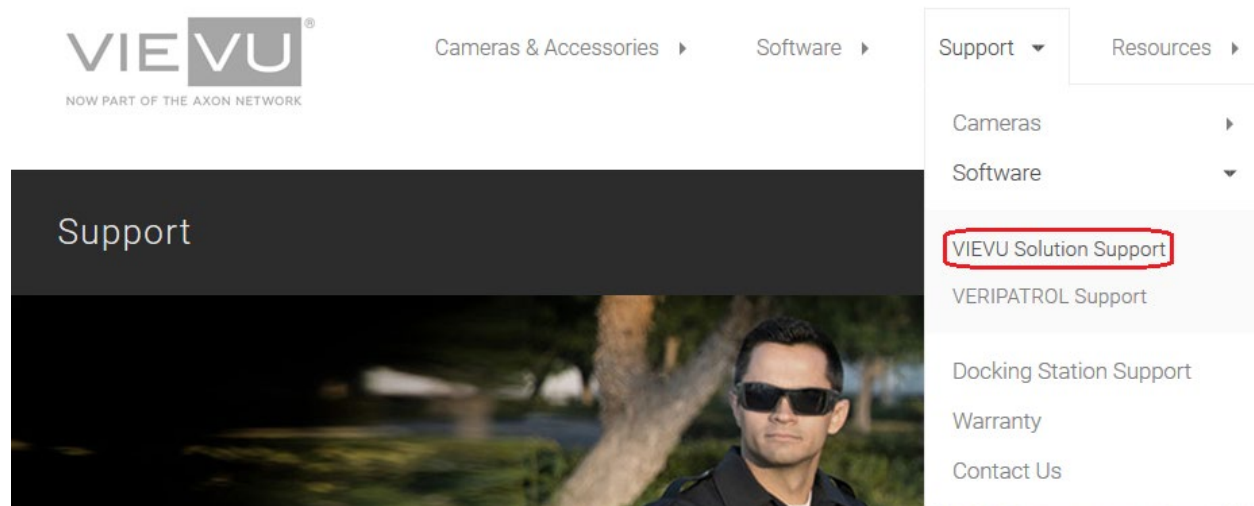 VIEVU®
NOW PART OF THE AXON NETWORK
Cameras & Accessories
Software
Support
Resources
Cameras
Software
Support
VIEVU Solution Support
VERIPATROL Support
Docking Station Support
Warranty
Contact Us